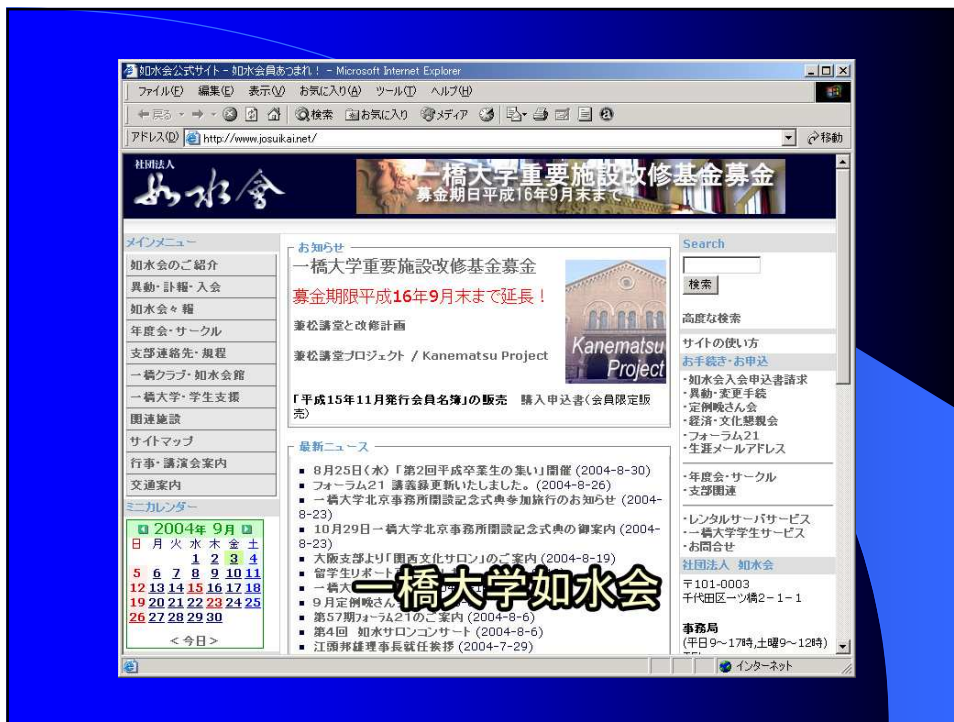 如水会公式サイト - 如水会員あつまれ! - Microsoft Internet Explorer
ファイル(F) 編集(E) 表示(V) お気に入り(A) ツール(T) ヘルプ(H)
戻る 検索 お気に入り メディア
アドレス(D) http://www.josuikai.net/ 移動
社団法人
如水會
一橋大学重要施設改修基金募金
募金期日平成16年9月末まで
メインメニュー
如水会のご紹介
異動・訃報・入会
如水会々報
年度会・サークル
支部連絡先・規程
一橋クラブ・如水会館
一橋大学・学生支援
関連施設
サイトマップ
行事・講演会案内
交通案内
ミニカレンダー
2004年 9月
日 月 火 水 木 金 土
1 2 3 4
5 6 7 8 9 10 11
12 13 14 15 16 17 18
19 20 21 22 23 24 25
26 27 28 29 30
<今日>
お知らせ
一橋大学重要施設改修基金募金
募金期限平成16年9月末まで延長!
兼松講堂と改修計画
兼松講堂プロジェクト / Kanematsu Project
Kanematsu
Project
「平成15年11月発行会員名簿」の販売 購入申込書(会員限定販
売)
最新ニュース
8月25日(水)「第2回平成卒業生の集い」開催 (2004-8-30)
フォーラム21 講義録更新いたしました。(2004-8-26)
一橋大学北京事務所開設記念式典参加旅行のお知らせ (2004-
8-23)
10月29日一橋大学北京事務所開設記念式典の御案内 (2004-
8-23)
大阪支部より「関西文化サロン」のご案内 (2004-8-19)
留学生リポート
一橋大
9月定例晩さん
第57期フォーラム21のご案内 (2004-8-6)
第4回 如水サロンコンサート (2004-8-6)
江頭邦雄理事長就任挨拶 (2004-7-29)
一橋大学如水会
Search
検索
高度な検索
サイトの使い方
お手続き・お申込
・如水会入会申込書請求
・異動・変更手続
・定例晩さん会
・経済・文化懇親会
・フォーラム21
・生涯メールアドレス
・年度会・サークル
・支部関連
・レンタルサーバサービス
・一橋大学学生サービス
・お問合せ
社団法人 如水会
〒101-0003
千代田区一ツ橋2-1-1
事務局
(平日9~17時,土曜9~12時)
インターネット